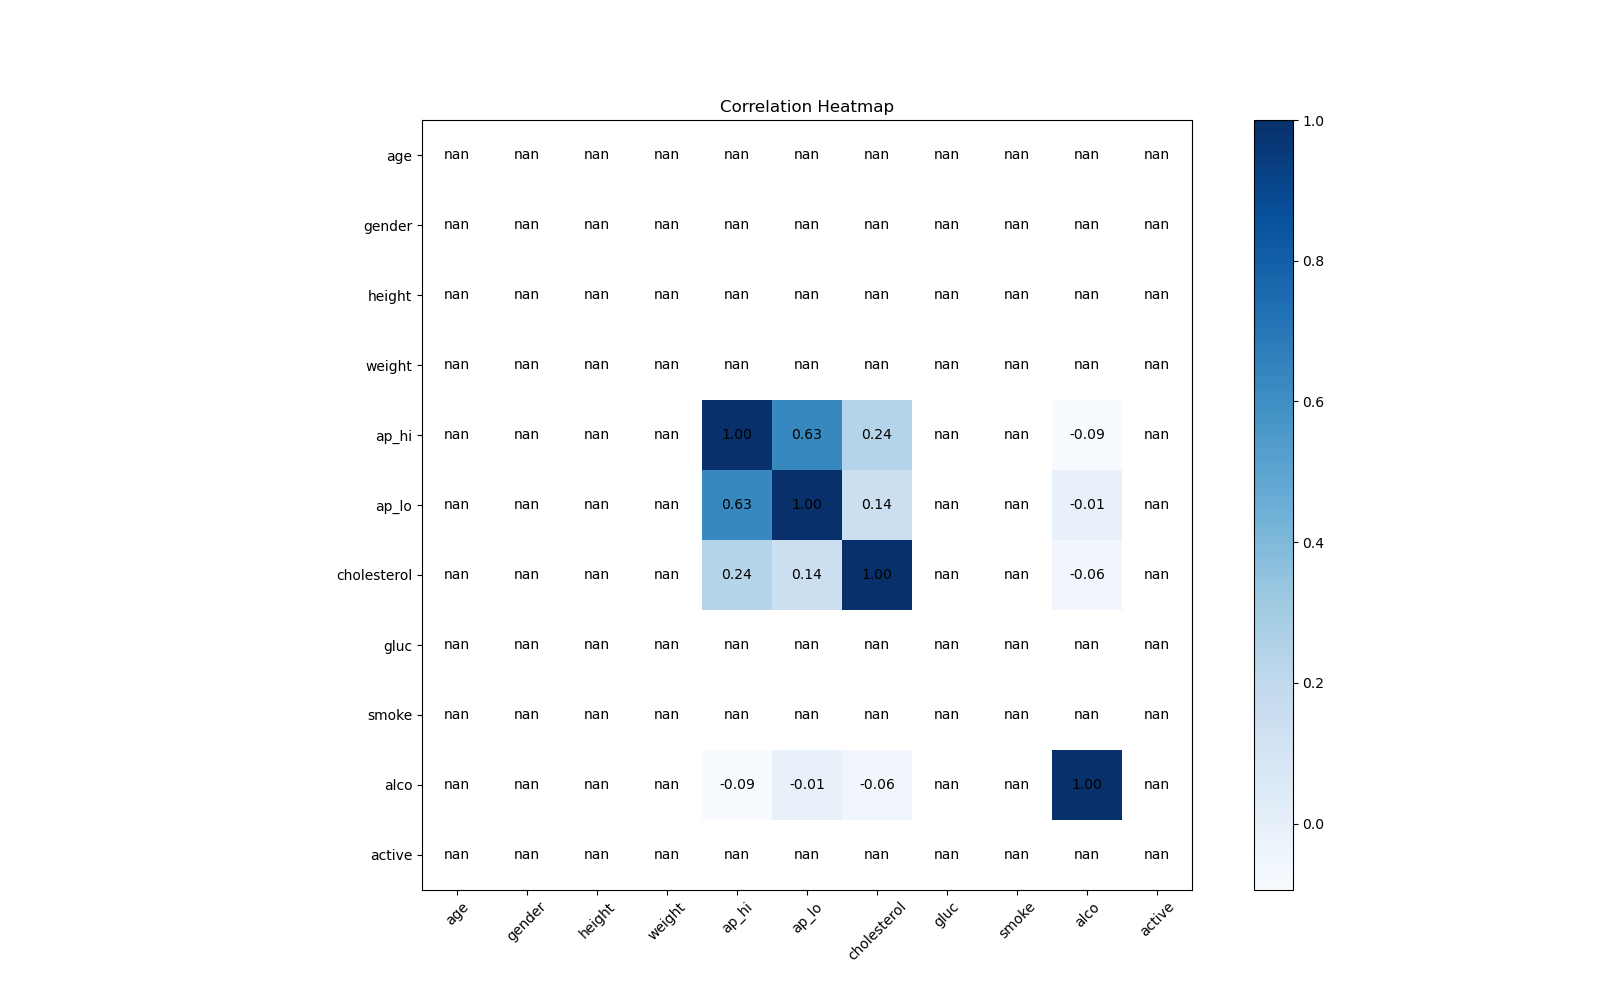 Correlation Heatmap
age nan nan nan nan nan nan nan nan nan nan nan
gender nan nan nan nan nan nan nan nan nan nan nan
height nan nan nan nan nan nan nan nan nan nan nan
weight nan nan nan nan nan nan nan nan nan nan nan
ap_hi nan nan nan nan 1.00 0.63 0.24 nan nan -0.09 nan
ap_lo nan nan nan nan 0.63 1.00 0.14 nan nan -0.01 nan
cholesterol nan nan nan nan 0.24 0.14 1.00 nan nan -0.06 nan
gluc nan nan nan nan nan nan nan nan nan nan nan
smoke nan nan nan nan nan nan nan nan nan nan nan
alco nan nan nan nan -0.09 -0.01 -0.06 nan nan 1.00 nan
active nan nan nan nan nan nan nan nan nan nan nan
age gender height weight ap_hi ap_lo cholesterol gluc smoke alco active
1.0
0.8
0.6
0.4
0.2
0.0